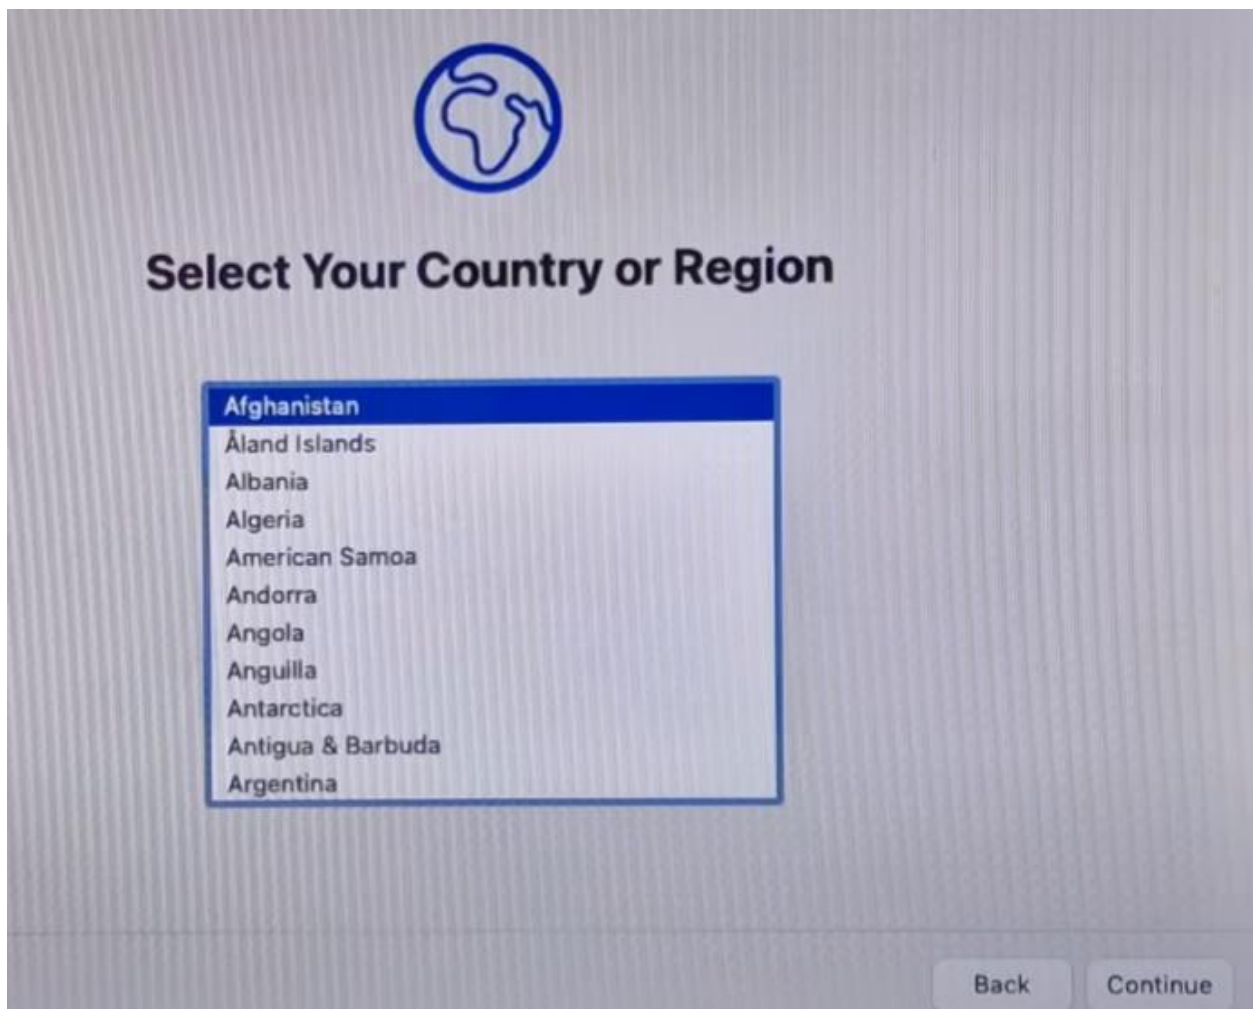 Select Your Country or Region
Afghanistan
Åland Islands
Albania
Algeria
American Samoa
Andorra
Angola
Anguilla
Antarctica
Antigua & Barbuda
Argentina
Back
Continue